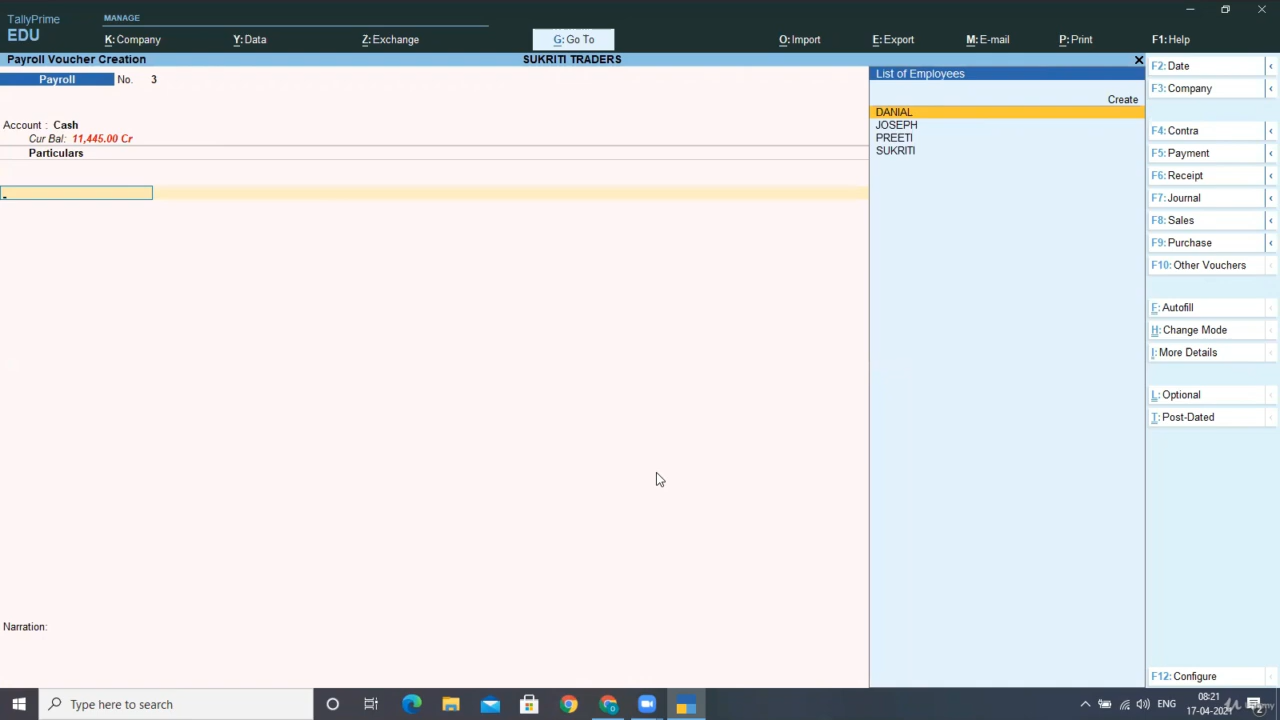 TallyPrime
EDU
MANAGE
K: Company
Y: Data
Z: Exchange
G: Go To
O: Import
E: Export
M: E-mail
P: Print
F1: Help
Payroll Voucher Creation
SUKRITI TRADERS
Payroll No. 3
Account : Cash
Cur Bal: 11,445.00 Cr
Particulars
Narration:
List of Employees
Create
DANIAL
JOSEPH
PREETI
SUKRITI
F2: Date
F3: Company
F4: Contra
F5: Payment
F6: Receipt
F7: Journal
F8: Sales
F9: Purchase
F10: Other Vouchers
F: Autofill
H: Change Mode
I: More Details
L: Optional
T: Post-Dated
F12: Configure
Type here to search
ENG
08:21
17-04-2021